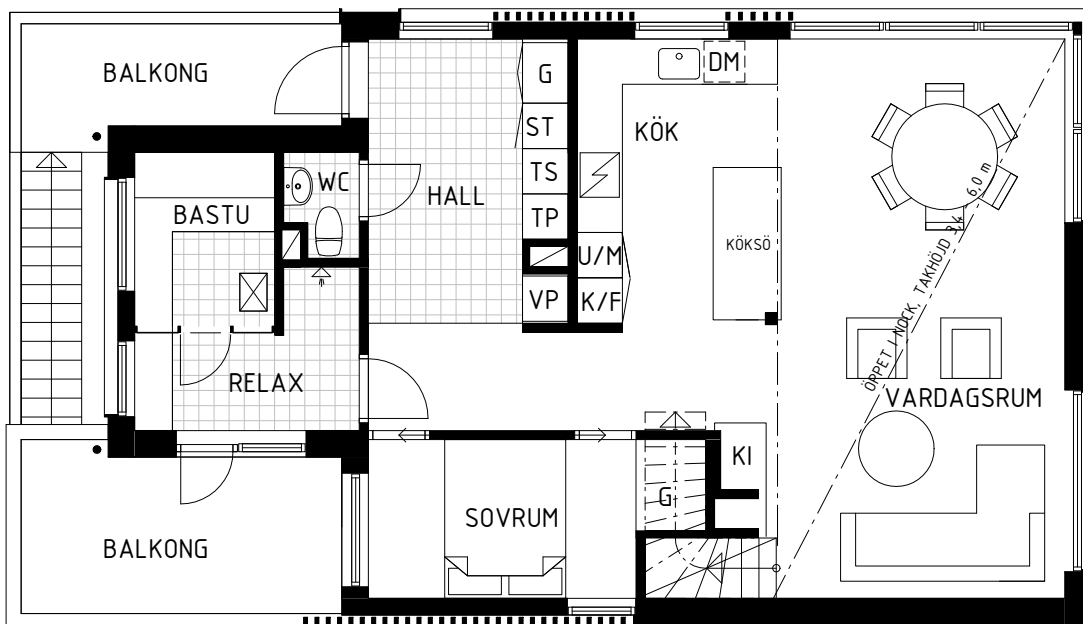 BALKONG
G
DM
ST
KÖK
WC
TS
HALL
BASTU
TP
KÖKSÖ
U/M
VP
K/F
ÖPPET I NOCK, TAKHÖJD 3,4 - 6,0 m
RELAX
VARDAGSRUM
KI
G
SOVRUM
BALKONG